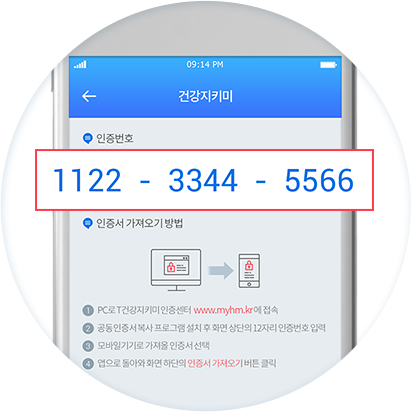 09:14 PM
건강지키미
인증번호
1122 - 3344 - 5566
인증서 가져오기 방법
1 PC로 T건강지키미 인증센터 www.myhm.kr에 접속
2 공동인증서 복사 프로그램 설치 후 화면 상단의 12자리 인증번호 입력
3 모바일기기로 가져올 인증서 선택
4 앱으로 돌아와 화면 하단의 인증서 가져오기 버튼 클릭